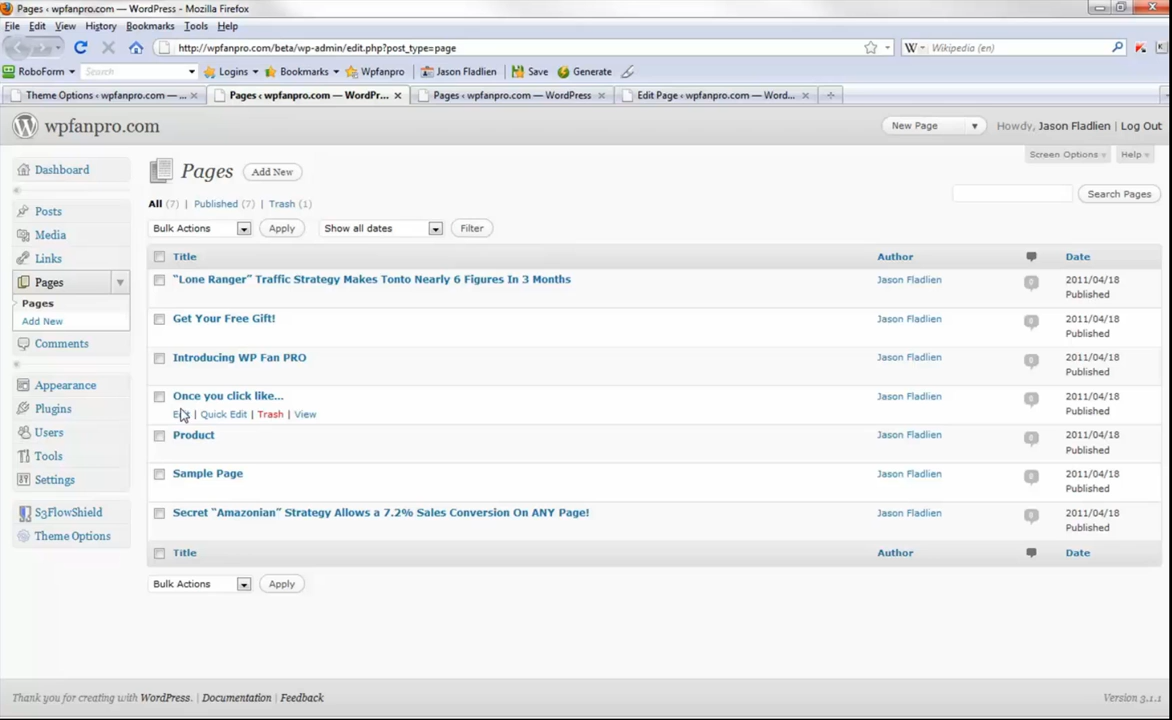 Pages ‹ wpfanpro.com — WordPress - Mozilla Firefox
File Edit View History Bookmarks Tools Help
http://wpfanpro.com/beta/wp-admin/edit.php?post_type=page
W Wikipedia (en)
RoboForm Search Logins Bookmarks Wpfanpro Jason Fladlien Save Generate
Theme Options ‹ wpfanpro.com — ... Pages ‹ wpfanpro.com — WordPr... Pages ‹ wpfanpro.com — WordPress Edit Page ‹ wpfanpro.com — Word...
wpfanpro.com New Page Howdy, Jason Fladlien | Log Out
Screen Options Help
Dashboard
Posts
Media
Links
Pages
Pages
Add New
Comments
Appearance
Plugins
Users
Tools
Settings
S3FlowShield
Theme Options
Pages Add New
All (7) | Published (7) | Trash (1)
Search Pages
Bulk Actions Apply Show all dates Filter
Title Author Date
“Lone Ranger” Traffic Strategy Makes Tonto Nearly 6 Figures In 3 Months Jason Fladlien 0 2011/04/18
Published
Get Your Free Gift! Jason Fladlien 0 2011/04/18
Published
Introducing WP Fan PRO Jason Fladlien 0 2011/04/18
Published
Once you click like... Jason Fladlien 0 2011/04/18
Edit | Quick Edit | Trash | View Published
Product Jason Fladlien 0 2011/04/18
Published
Sample Page Jason Fladlien 0 2011/04/18
Published
Secret “Amazonian” Strategy Allows a 7.2% Sales Conversion On ANY Page! Jason Fladlien 0 2011/04/18
Published
Title Author Date
Bulk Actions Apply
Thank you for creating with WordPress. | Documentation | Feedback Version 3.1.1